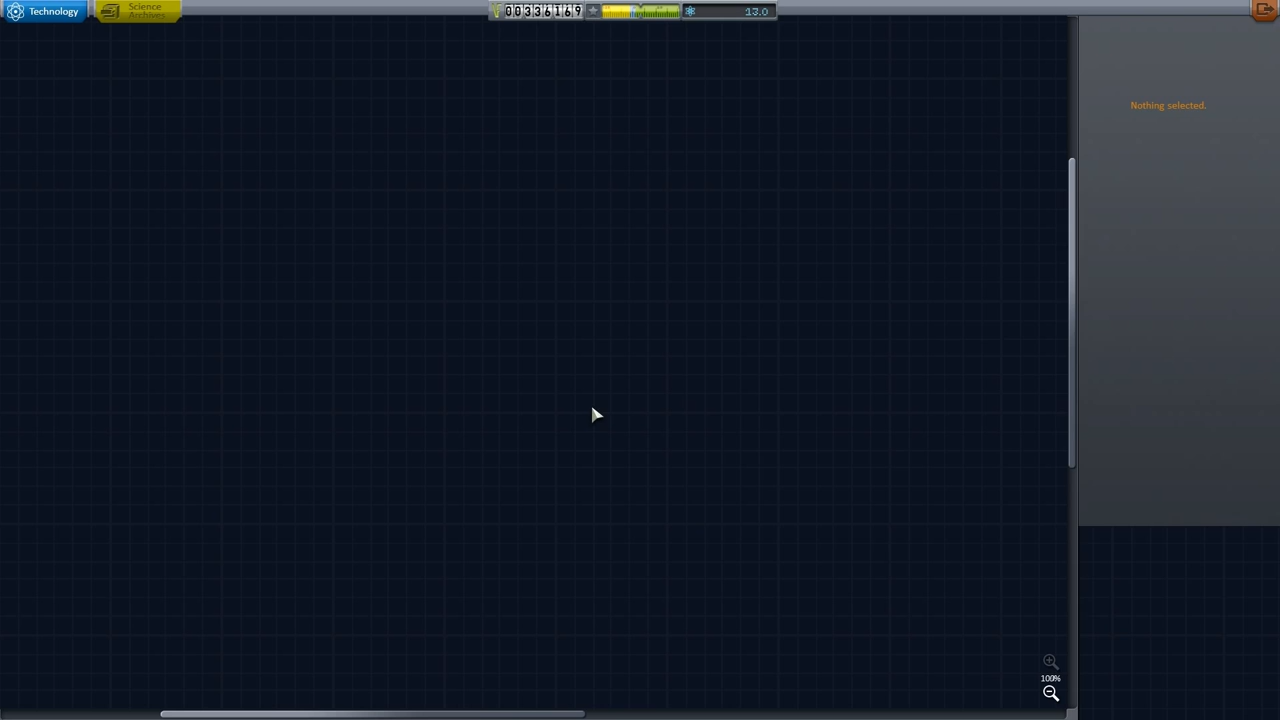 Technology
Science
Archives
00336169
13.0
Nothing selected.
100%